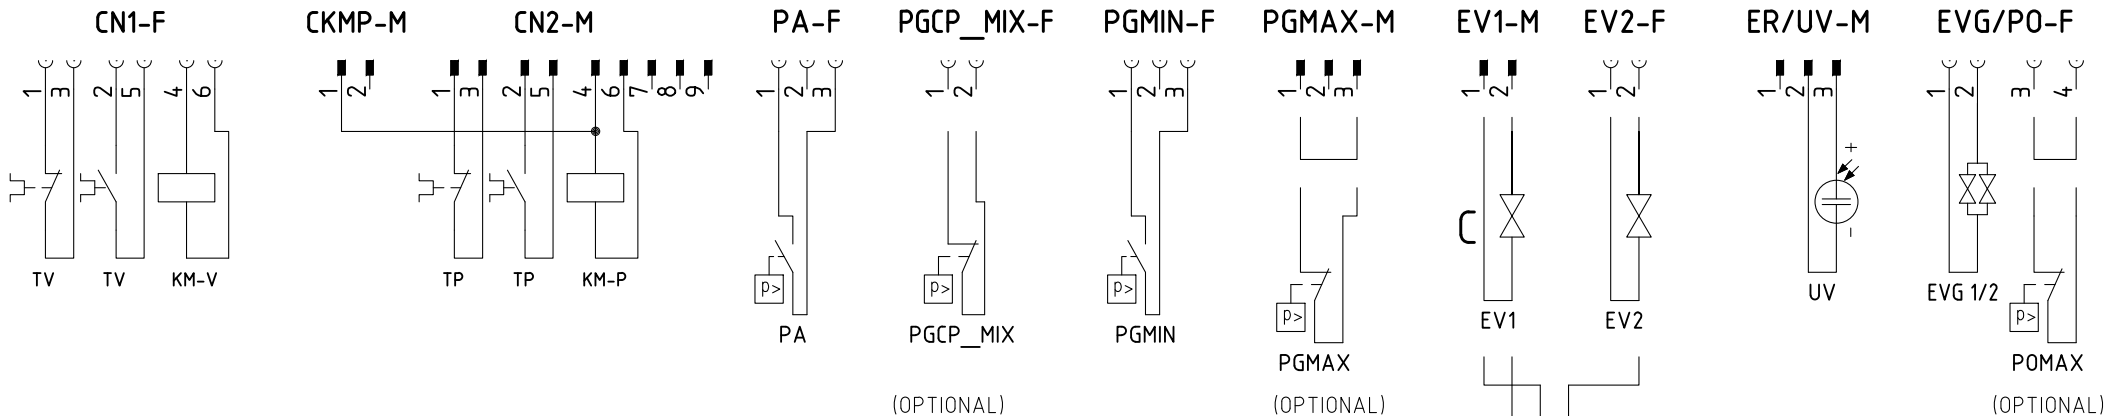 CN1-F CKMP-M CN2-M PA-F PGCP_MIX-F PGMIN-F PGMAX-M EV1-M EV2-F ER/UV-M EVG/PO-F
1 3 2 5 4 6 1 2 1 3 2 5 4 6 7 8 9 1 2 3 1 2 1 2 3 1 2 3 1 2 1 2 1 2 3 1 2 3 4
+
C
-
TV TV KM-V TP TP KM-P p> p> p> UV EVG 1/2
p> p>
PA PGCP_MIX PGMIN EV1 EV2
PGMAX POMAX
(OPTIONAL) (OPTIONAL) (OPTIONAL)